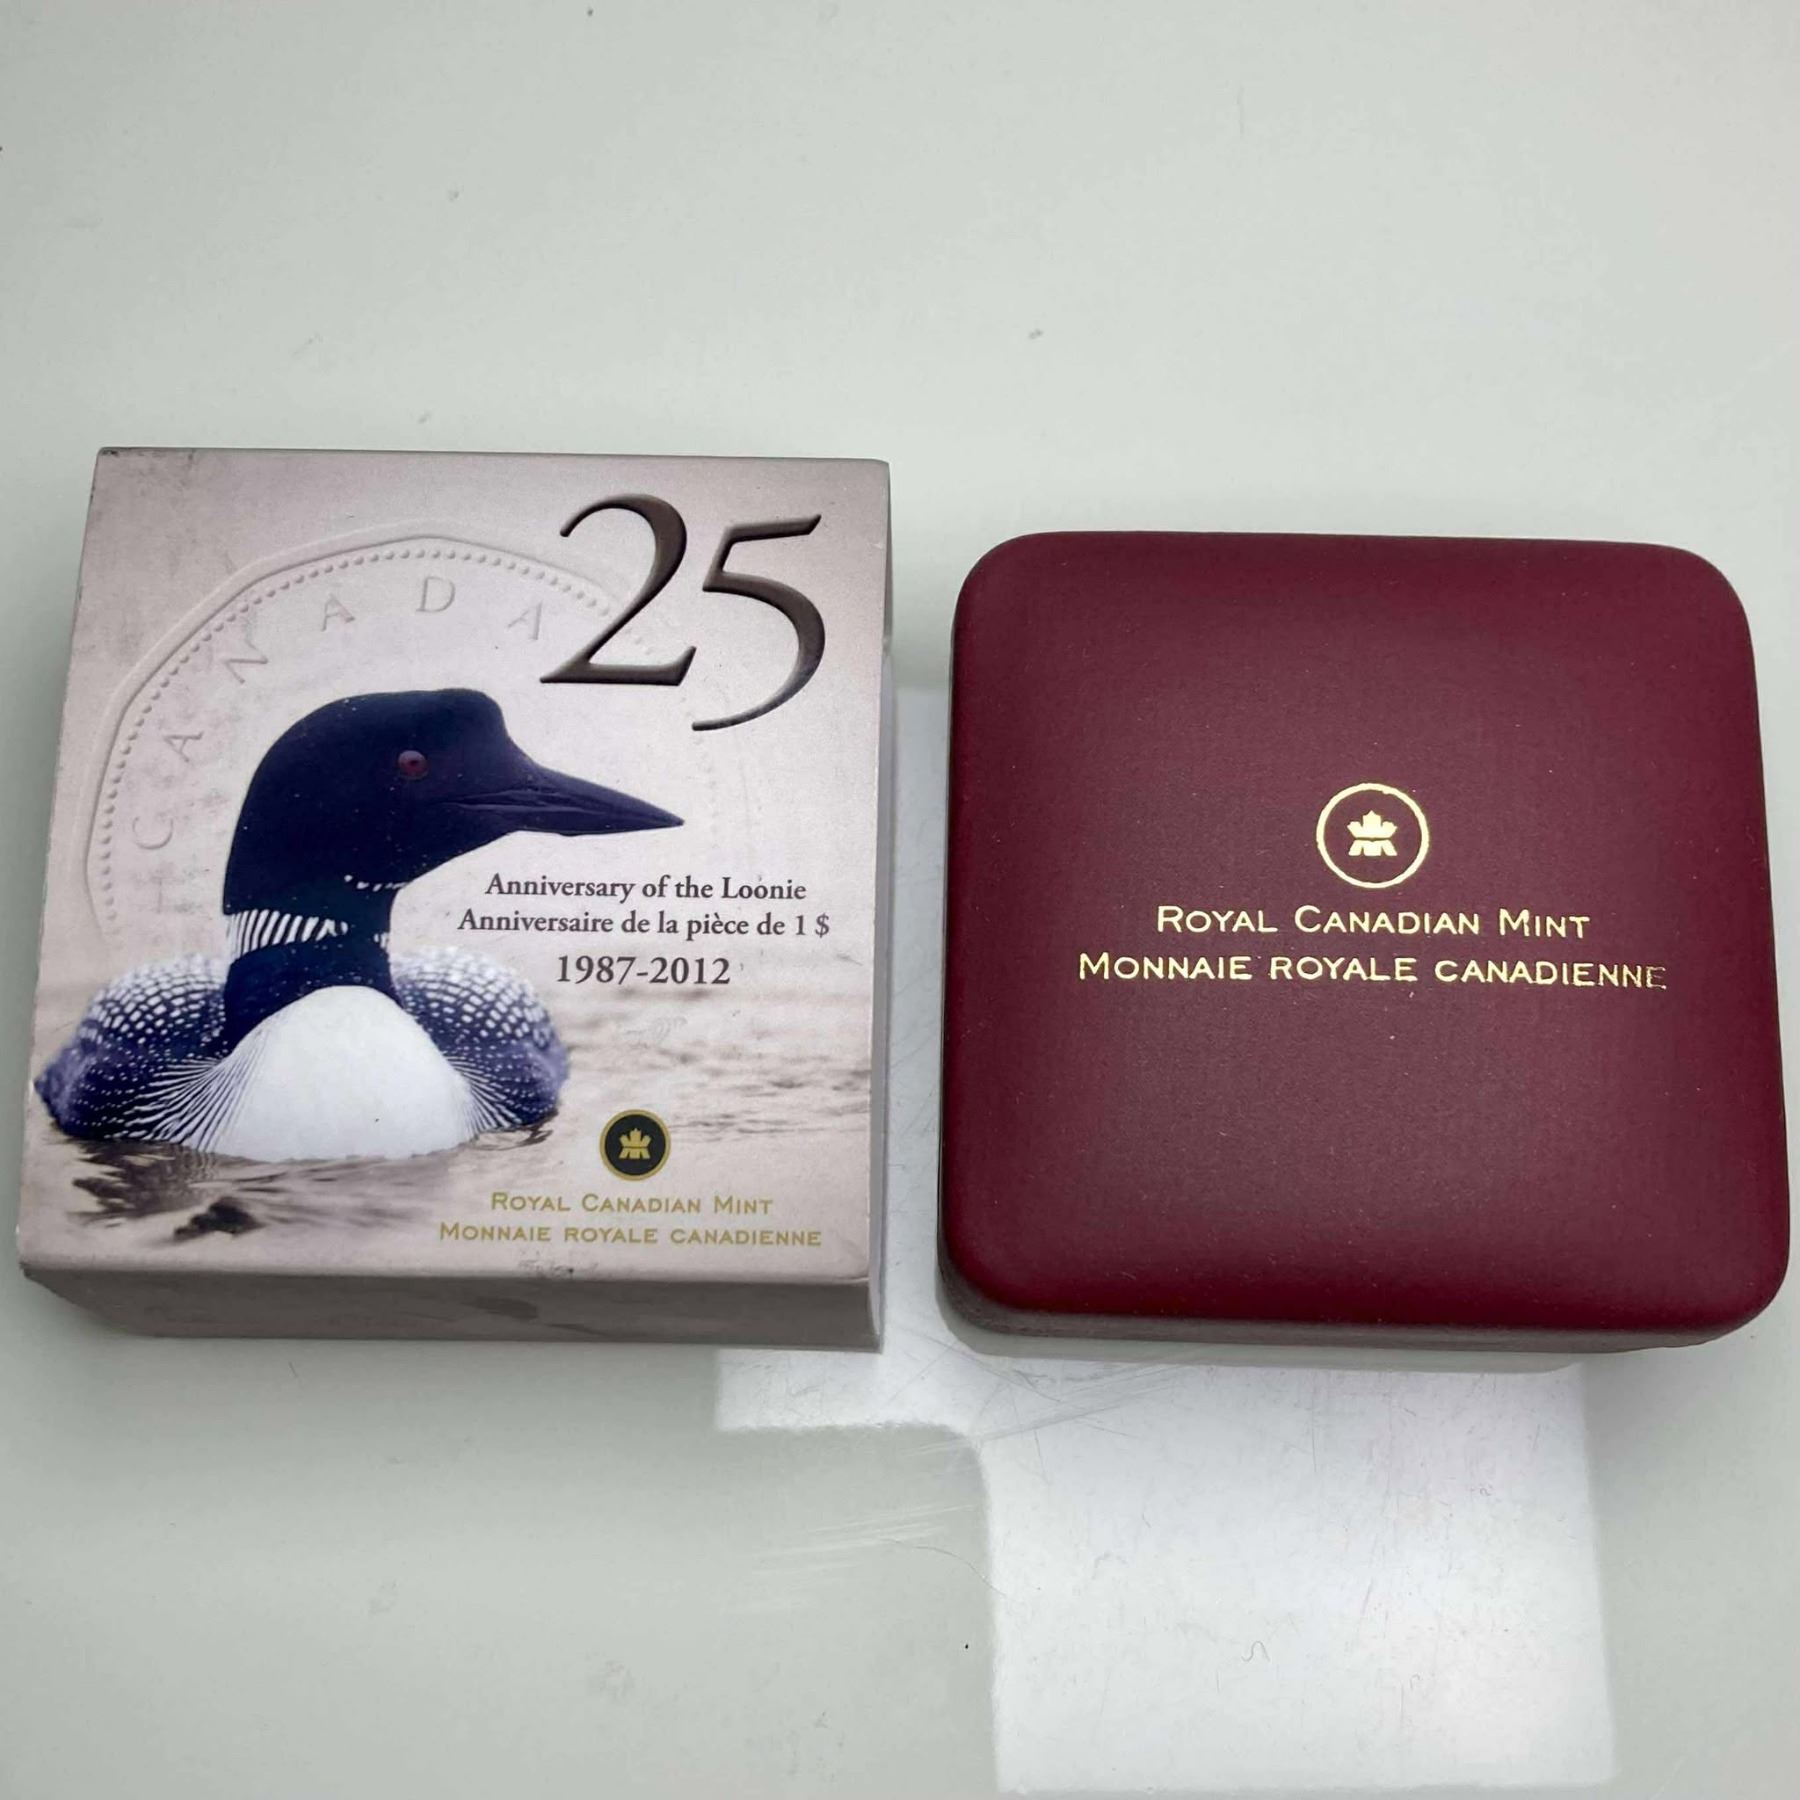 25
CANADA
Anniversary of the Loonie
Anniversaire de la pièce de 1 $
1987-2012
ROYAL CANADIAN MINT
MONNAIE ROYALE CANADIENNE
ROYAL CANADIAN MINT
MONNAIE ROYALE CANADIENNE